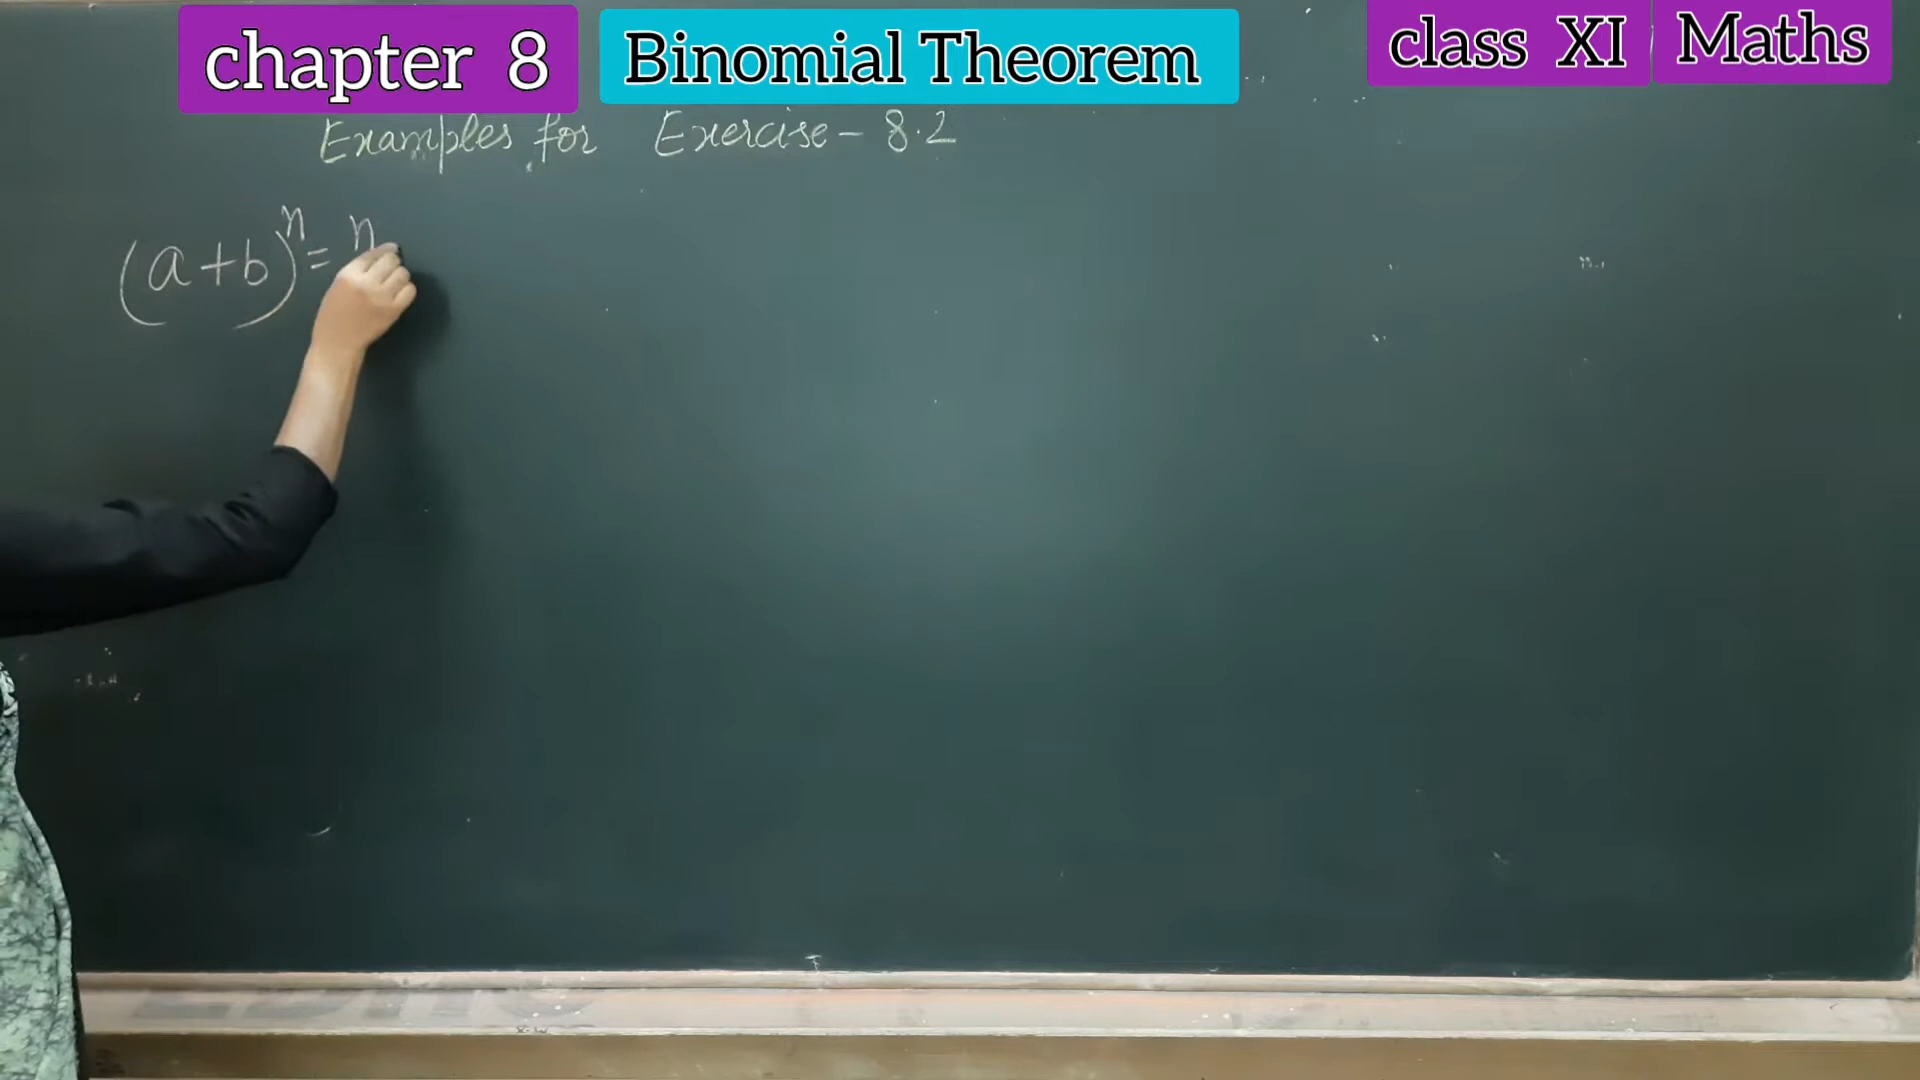 chapter 8 Binomial Theorem class XI Maths
Examples for Exercise - 8.2
(a+b)^n = n